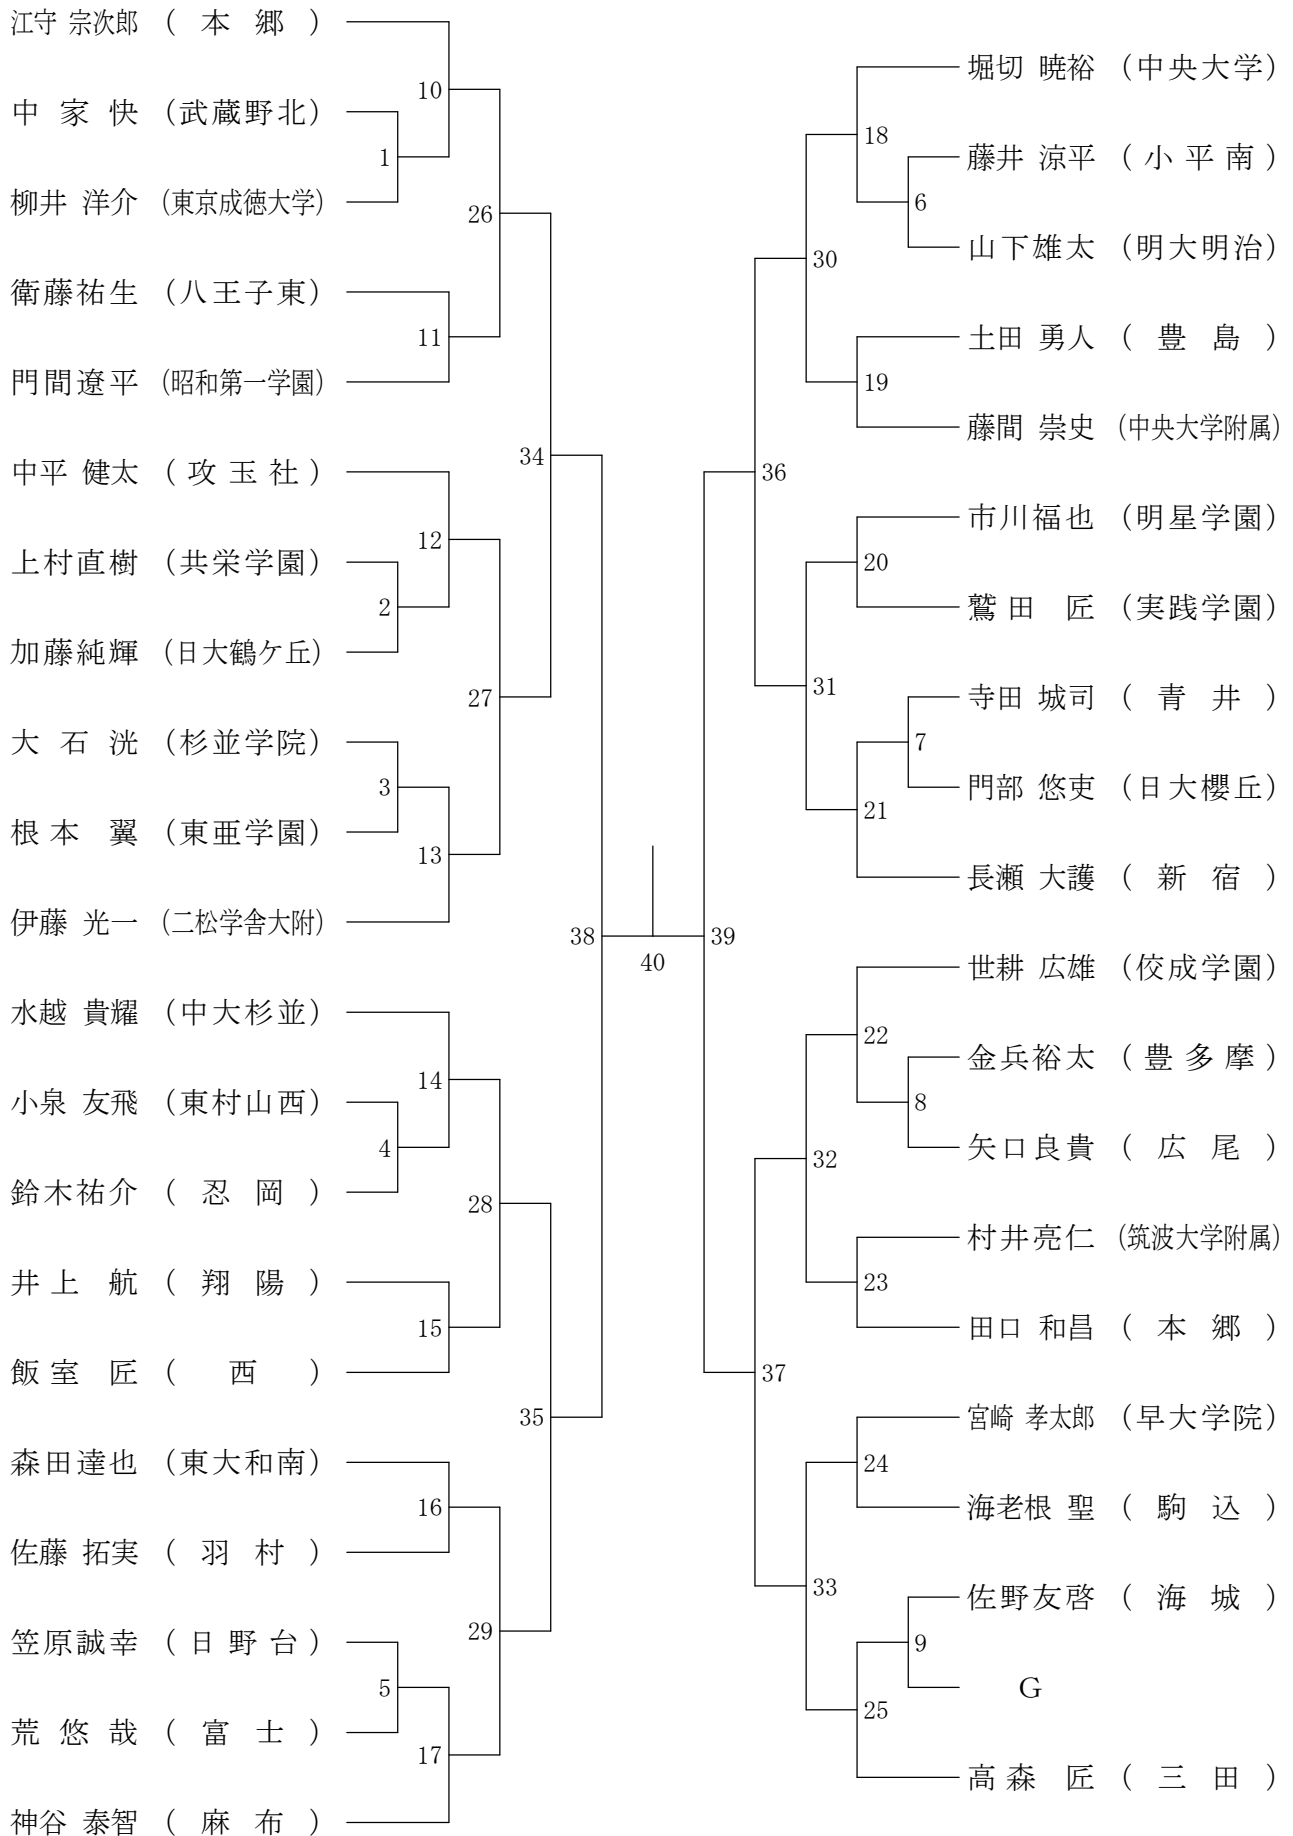 江守 宗次郎 （ 本 郷 ）
中 家 快 （武蔵野北）
柳井 洋介 （東京成徳大学）
衛藤祐生 （八王子東）
門間遼平 （昭和第一学園）
中平 健太 （ 攻 玉 社 ）
上村直樹 （共栄学園）
加藤純輝 （日大鶴ケ丘）
大 石 洸 （杉並学院）
根 本 翼 （東亜学園）
伊藤 光一 （二松学舎大附）
水越 貴耀 （中大杉並）
小泉 友飛 （東村山西）
鈴木祐介 （ 忍 岡 ）
井 上 航 （ 翔 陽 ）
飯 室 匠 （ 西 ）
森田達也 （東大和南）
佐藤 拓実 （ 羽 村 ）
笠原誠幸 （ 日 野 台 ）
荒 悠 哉 （ 富 士 ）
神谷 泰智 （ 麻 布 ）
1
2
3
4
5
10
11
12
13
14
15
16
17
26
27
28
29
34
35
38
40
39
36
37
30
31
32
33
18
19
20
21
22
23
24
25
6
7
8
9
堀切 暁裕 （中央大学）
藤井 涼平 （ 小 平 南 ）
山下雄太 （明大明治）
土田 勇人 （ 豊 島 ）
藤間 崇史 （中央大学附属）
市川福也 （明星学園）
鷲 田 匠 （実践学園）
寺田 城司 （ 青 井 ）
門部 悠吏 （日大櫻丘）
長瀬 大護 （ 新 宿 ）
世耕 広雄 （佼成学園）
金兵裕太 （ 豊 多 摩 ）
矢口良貴 （ 広 尾 ）
村井亮仁 （筑波大学附属）
田口 和昌 （ 本 郷 ）
宮崎 孝太郎 （早大学院）
海老根 聖 （ 駒 込 ）
佐野友啓 （ 海 城 ）
G
高 森 匠 （ 三 田 ）